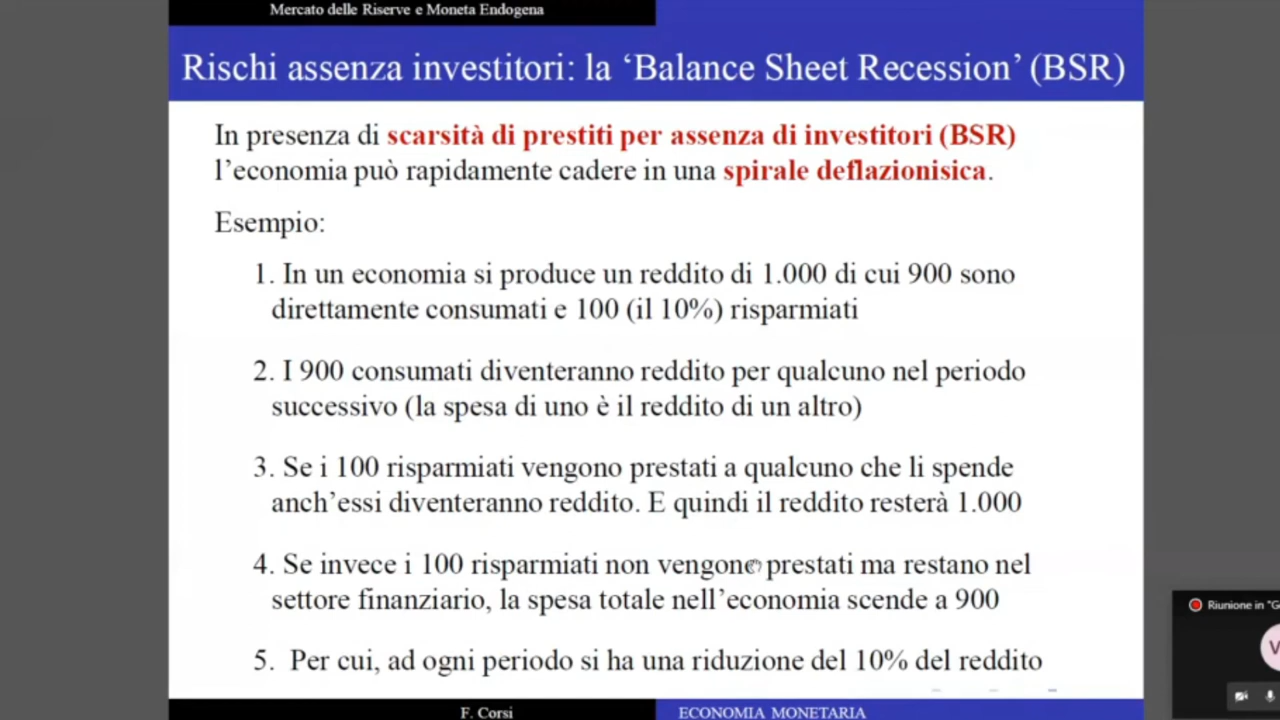 Mercato delle Riserve e Moneta Endogena
Rischi assenza investitori: la ‘Balance Sheet Recession’ (BSR)
In presenza di scarsità di prestiti per assenza di investitori (BSR)
l’economia può rapidamente cadere in una spirale deflazionisica.
Esempio:
1. In un economia si produce un reddito di 1.000 di cui 900 sono
direttamente consumati e 100 (il 10%) risparmiati
2. I 900 consumati diventeranno reddito per qualcuno nel periodo
successivo (la spesa di uno è il reddito di un altro)
3. Se i 100 risparmiati vengono prestati a qualcuno che li spende
anch’essi diventeranno reddito. E quindi il reddito resterà 1.000
4. Se invece i 100 risparmiati non vengono prestati ma restano nel
settore finanziario, la spesa totale nell’economia scende a 900
5. Per cui, ad ogni periodo si ha una riduzione del 10% del reddito
Riunione in "G
V
F. Corsi
ECONOMIA MONETARIA